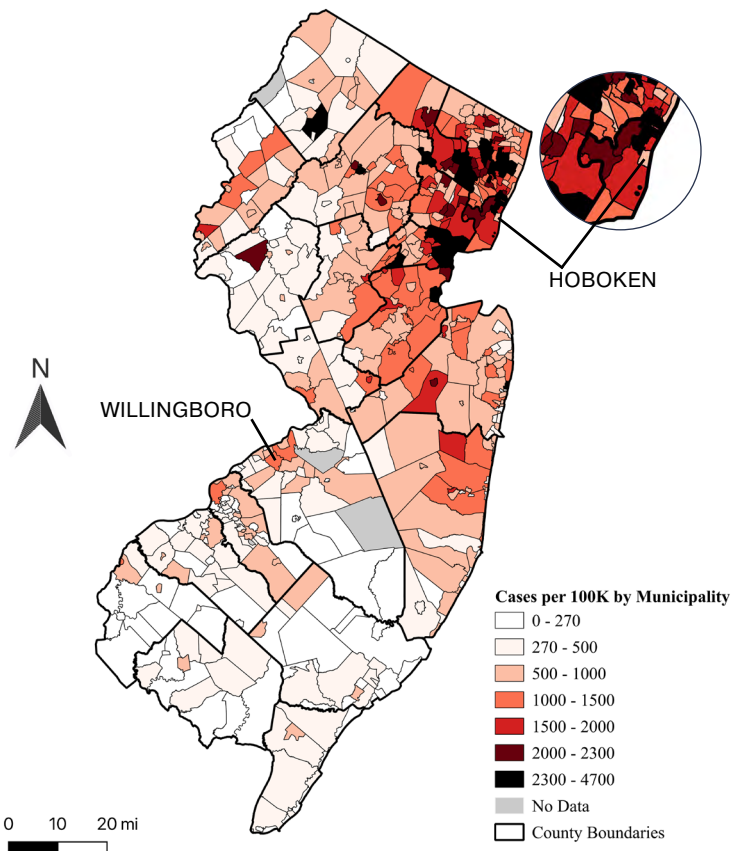 HOBOKEN
N
WILLINGBORO
Cases per 100K by Municipality
0 - 270
270 - 500
500 - 1000
1000 - 1500
1500 - 2000
2000 - 2300
2300 - 4700
No Data
County Boundaries
0 10 20 mi